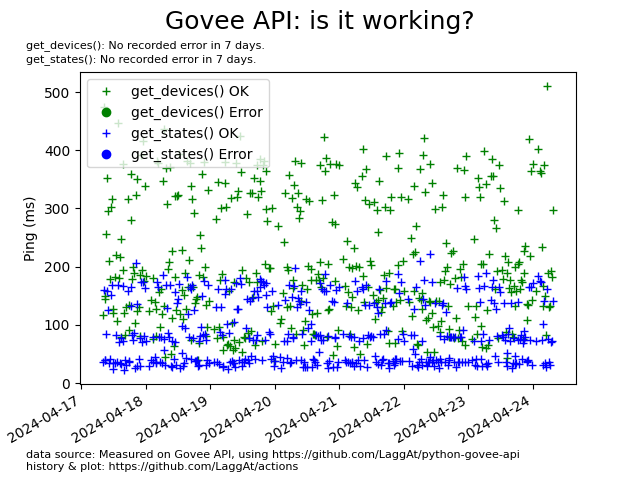 Govee API: is it working?
get_devices(): No recorded error in 7 days.
get_states(): No recorded error in 7 days.
get_devices() OK
get_devices() Error
get_states() OK
get_states() Error
Ping (ms)
500
400
300
200
100
0
2024-04-17
2024-04-18
2024-04-19
2024-04-20
2024-04-21
2024-04-22
2024-04-23
2024-04-24
data source: Measured on Govee API, using https://github.com/LaggAt/python-govee-api
history & plot: https://github.com/LaggAt/actions